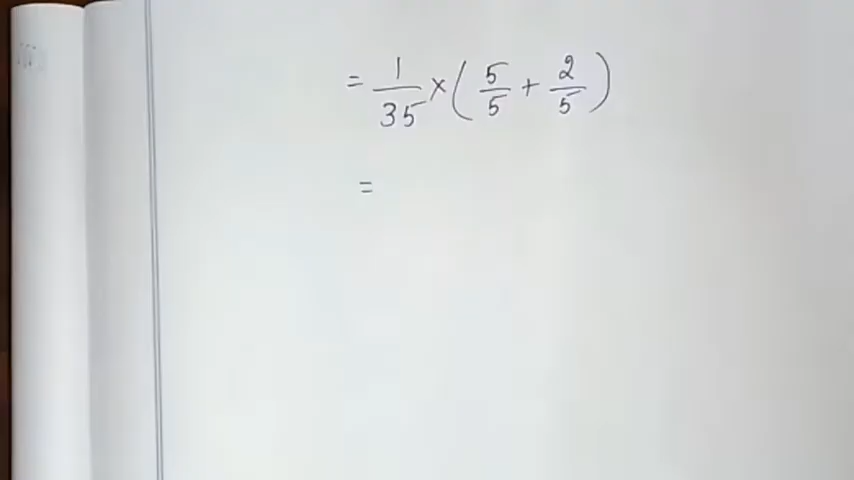 = 1/35 × (5/5 + 2/5)
=